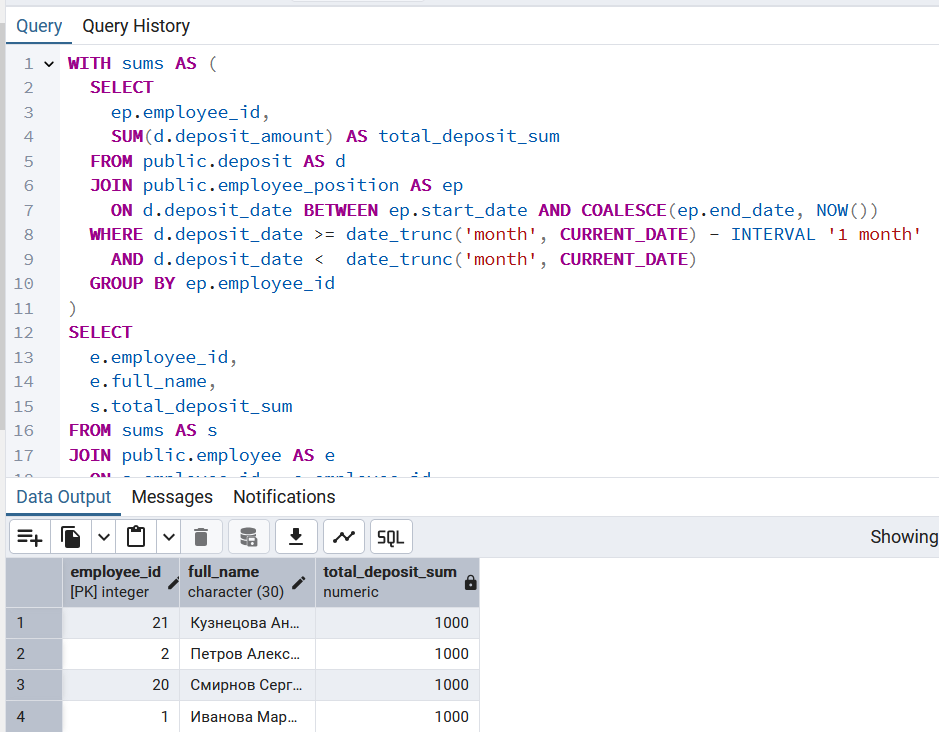 Query Query History
1 WITH sums AS (
2 SELECT
3 ep.employee_id,
4 SUM(d.deposit_amount) AS total_deposit_sum
5 FROM public.deposit AS d
6 JOIN public.employee_position AS ep
7 ON d.deposit_date BETWEEN ep.start_date AND COALESCE(ep.end_date, NOW())
8 WHERE d.deposit_date >= date_trunc('month', CURRENT_DATE) - INTERVAL '1 month'
9 AND d.deposit_date < date_trunc('month', CURRENT_DATE)
10 GROUP BY ep.employee_id
11 )
12 SELECT
13 e.employee_id,
14 e.full_name,
15 s.total_deposit_sum
16 FROM sums AS s
17 JOIN public.employee AS e
Data Output Messages Notifications
SQL Showing
employee_id full_name total_deposit_sum
[PK] integer character (30) numeric
1 21 Кузнецова Ан... 1000
2 2 Петров Алекс... 1000
3 20 Смирнов Серг... 1000
4 1 Иванова Мар... 1000